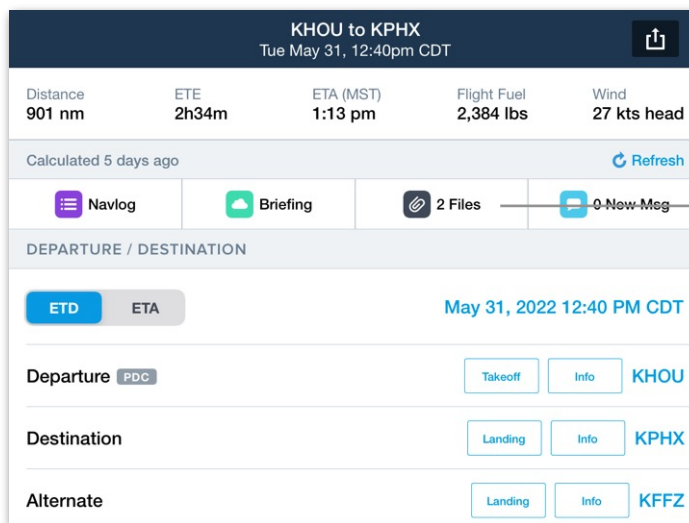 KHOU to KPHX
Tue May 31, 12:40pm CDT
Distance ETE ETA (MST) Flight Fuel Wind
901 nm 2h34m 1:13 pm 2,384 lbs 27 kts head
Calculated 5 days ago Refresh
Navlog Briefing 2 Files 0 New Msg
DEPARTURE / DESTINATION
ETD ETA May 31, 2022 12:40 PM CDT
Departure PDC Takeoff Info KHOU
Destination Landing Info KPHX
Alternate Landing Info KFFZ